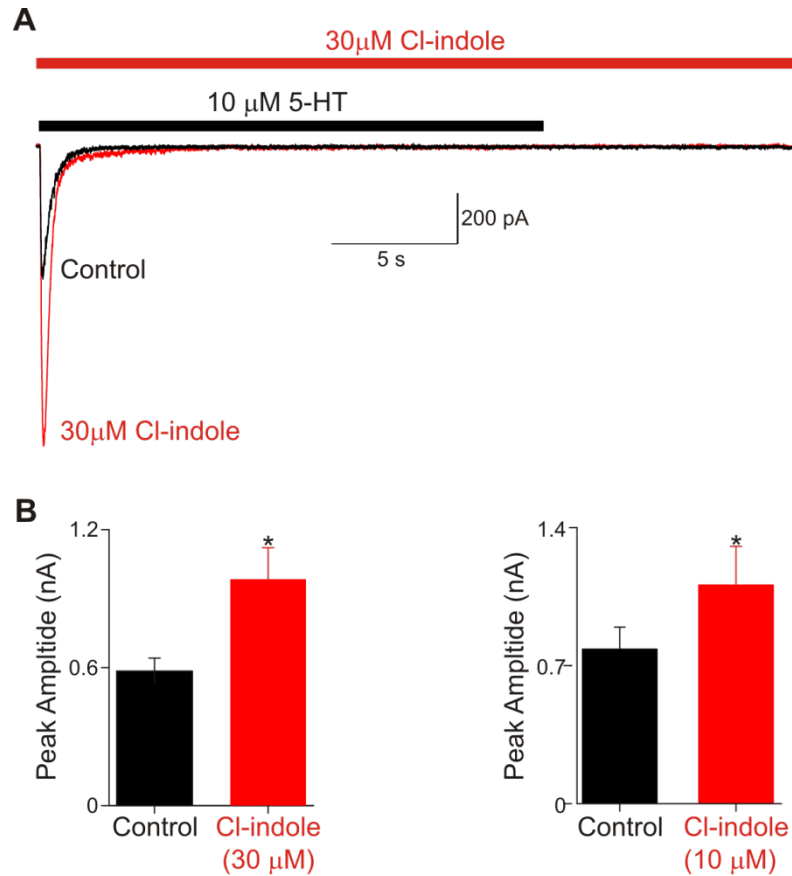 A
30μM Cl-indole
10 μM 5-HT
200 pA
5 s
Control
30μM Cl-indole
B
Peak Ampltide (nA)
1.2
0.6
0
*
Control
Cl-indole
(30 μM)
Peak Ampltide (nA)
1.4
0.7
0
*
Control
Cl-indole
(10 μM)